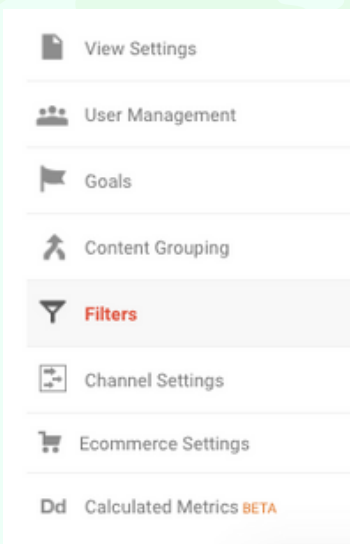 View Settings
User Management
Goals
Content Grouping
Filters
Channel Settings
Ecommerce Settings
Dd Calculated Metrics BETA